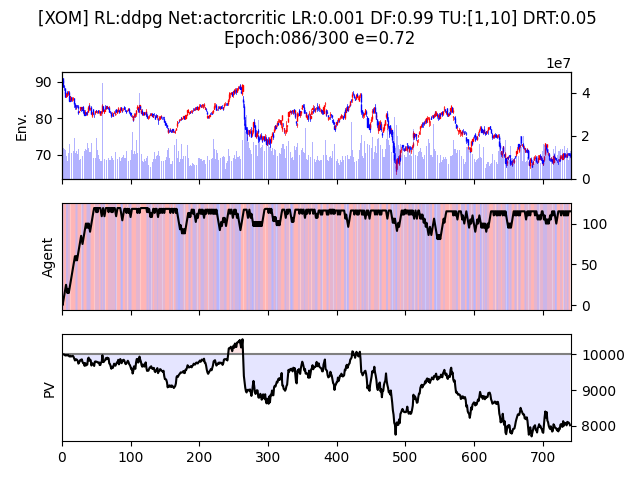 [XOM] RL:ddpg Net:actorcritic LR:0.001 DF:0.99 TU:[1,10] DRT:0.05
Epoch:086/300 e=0.72
1e7
90
80
70
Env.
4
2
0
Agent
100
50
0
PV
10000
9000
8000
0 100 200 300 400 500 600 700